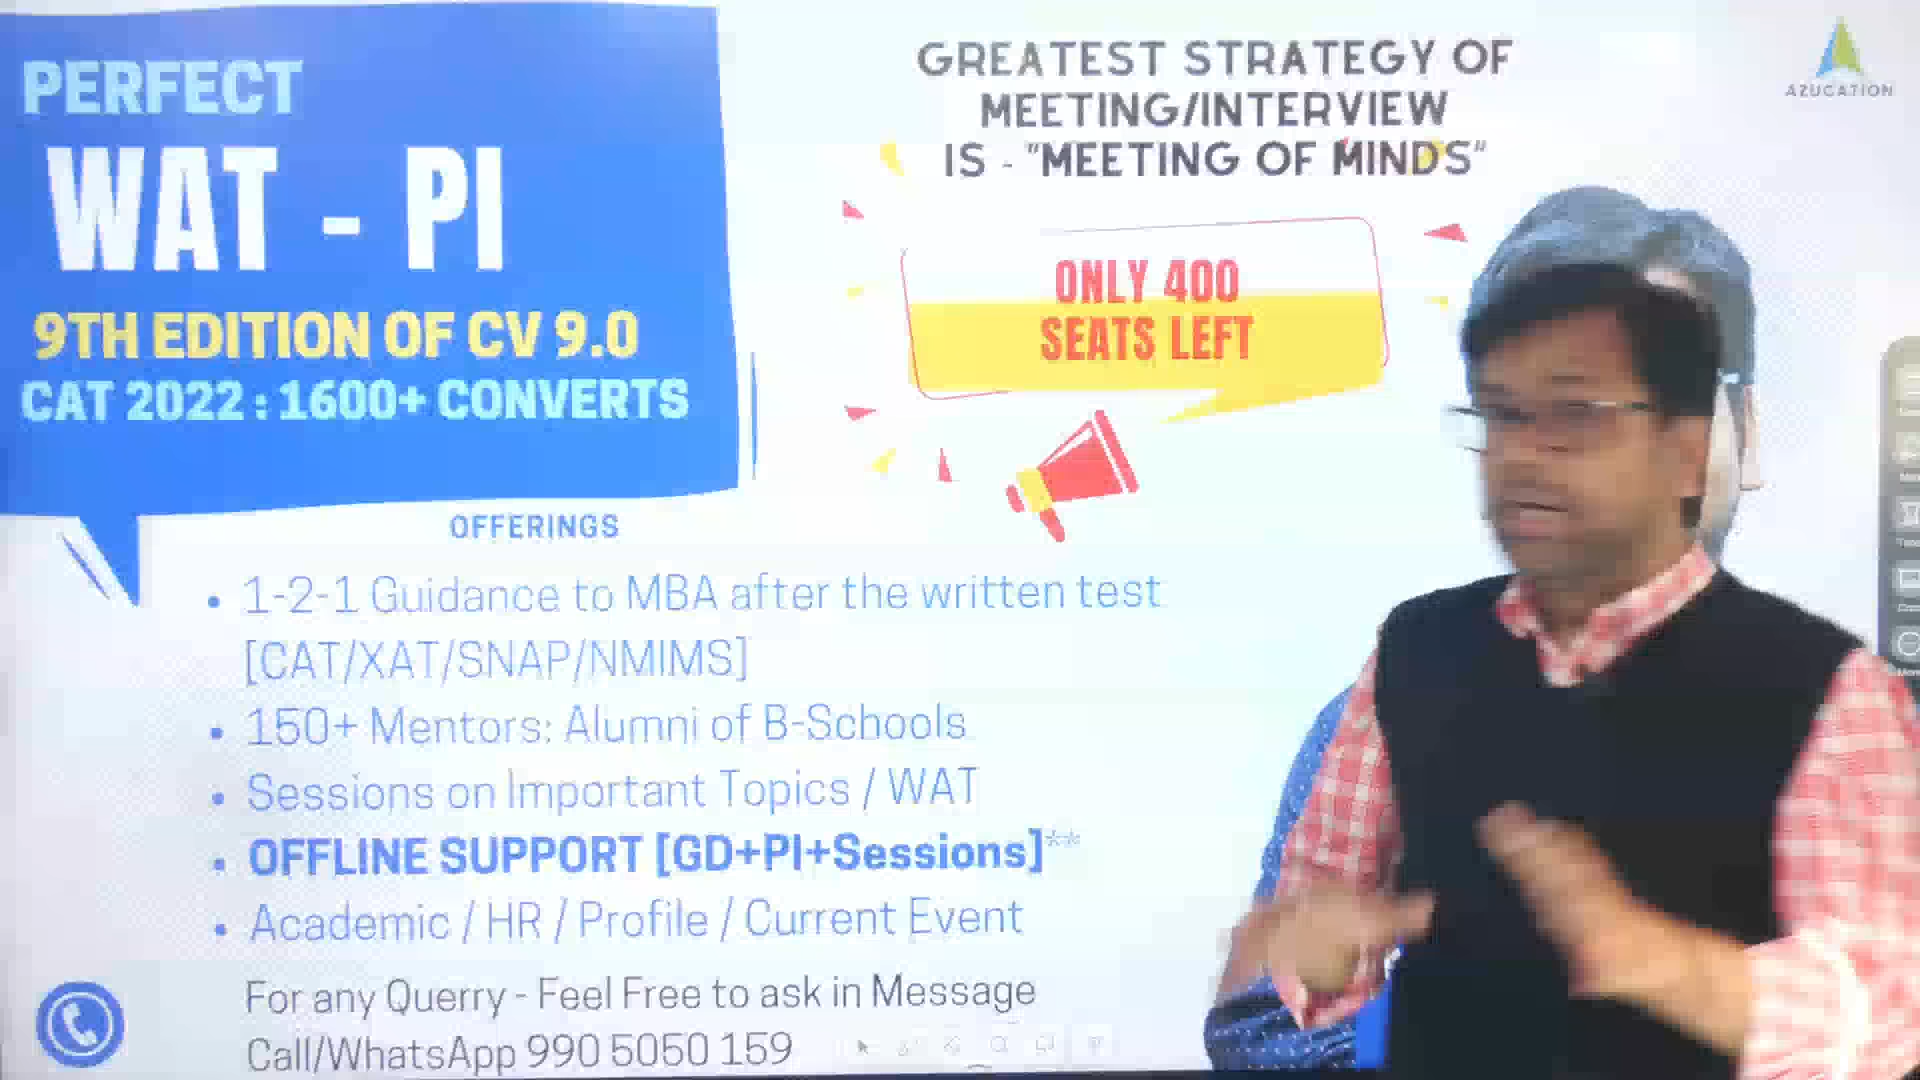 PERFECT
WAT - PI
9TH EDITION OF CV 9.0
CAT 2022 : 1600+ CONVERTS
GREATEST STRATEGY OF
MEETING/INTERVIEW
IS - "MEETING OF MINDS"
AZUCATION
ONLY 400
SEATS LEFT
OFFERINGS
• 1-2-1 Guidance to MBA after the written test
[CAT/XAT/SNAP/NMIMS]
• 150+ Mentors: Alumni of B-Schools
• Sessions on Important Topics / WAT
• OFFLINE SUPPORT [GD+PI+Sessions]**
• Academic / HR / Profile / Current Event
For any Querry - Feel Free to ask in Message
Call/WhatsApp 990 5050 159